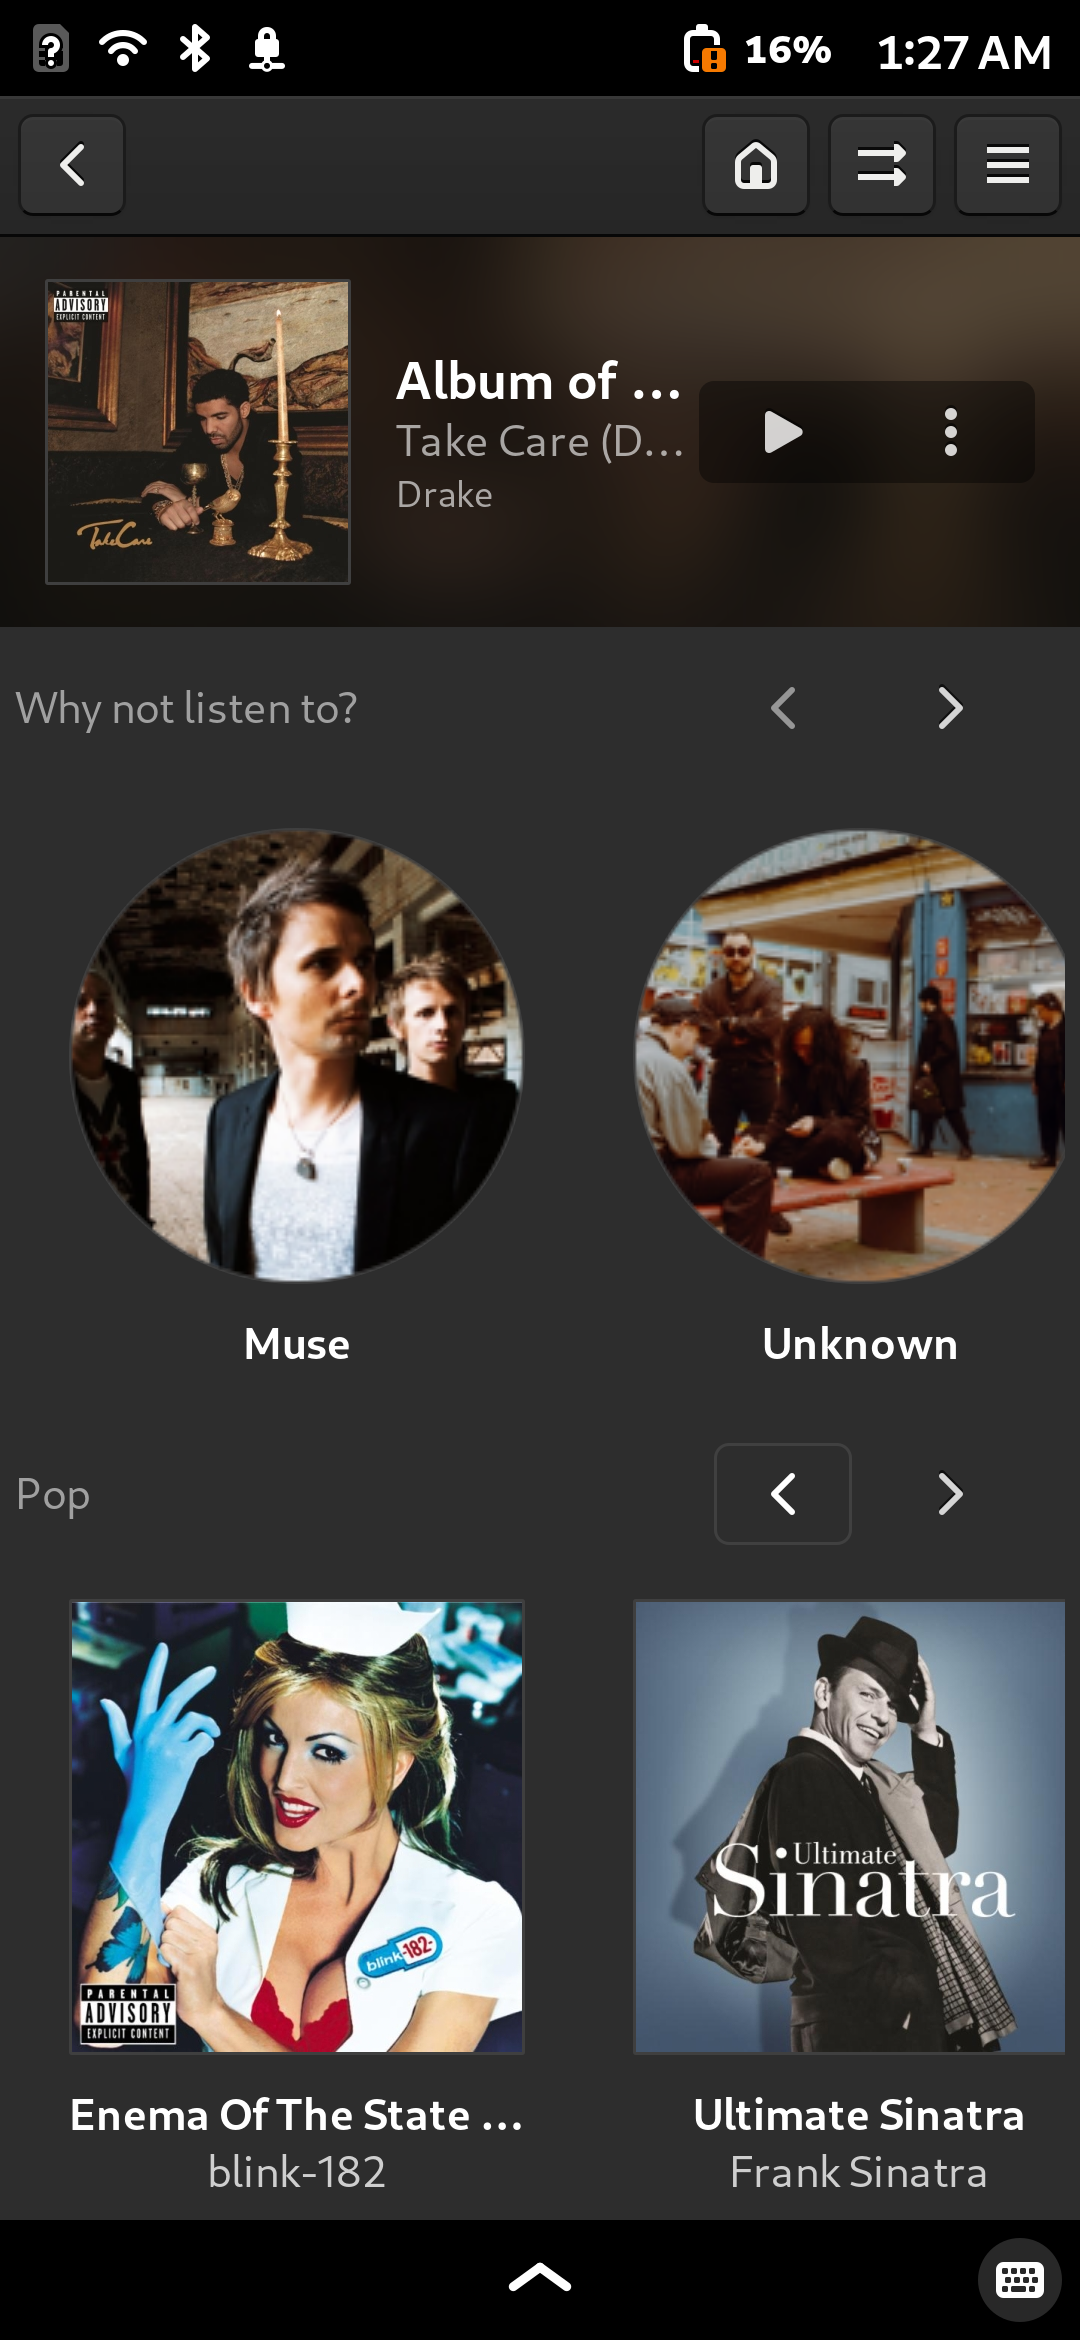 16% 1:27 AM
PARENTAL
ADVISORY
EXPLICIT CONTENT
Album of ...
Take Care (D...
Drake
TakeCare
Why not listen to?
Muse
Unknown
Pop
blink-182-
PARENTAL
ADVISORY
EXPLICIT CONTENT
Ultimate
Sinatra
Enema Of The State ...
blink-182
Ultimate Sinatra
Frank Sinatra